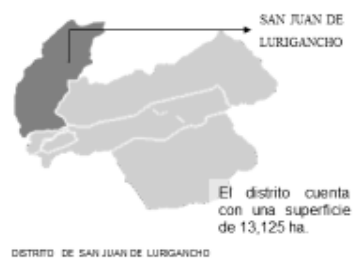 SAN JUAN DE
LURIGANCHO
El distrito cuenta
con una superficie
de 13,125 ha.
DISTRITO DE SAN JUAN DE LURIGANCHO